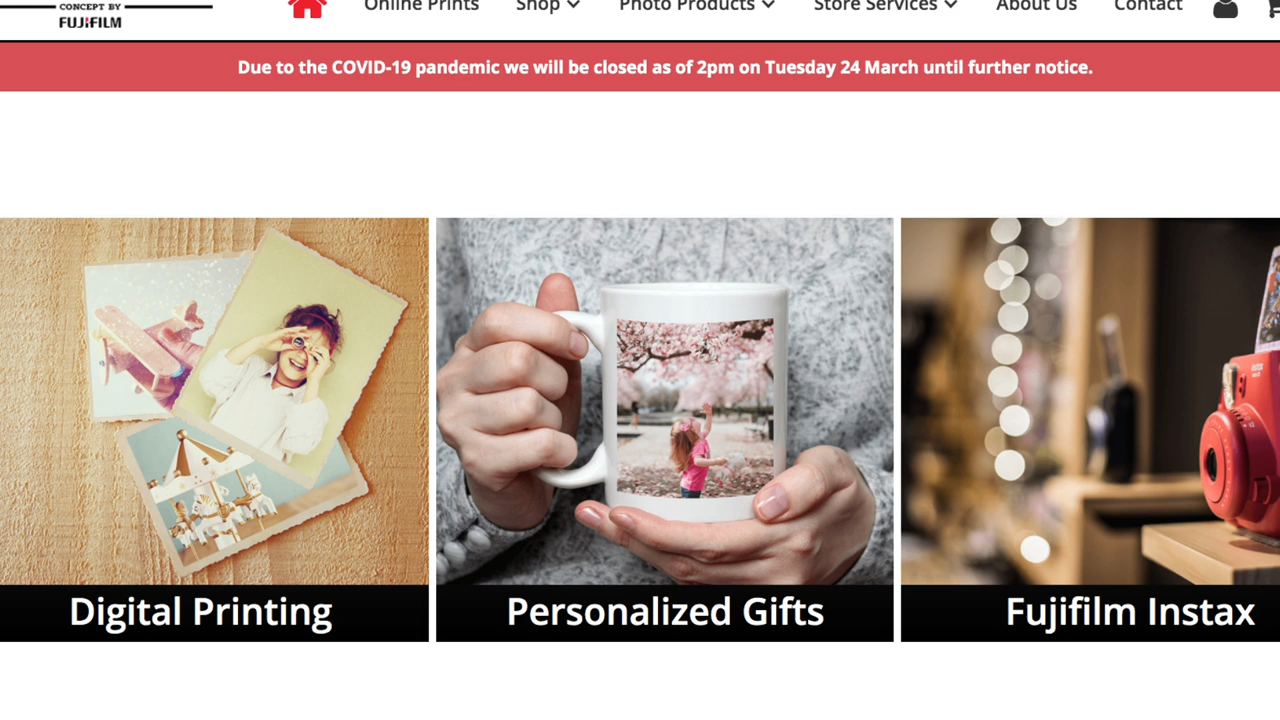 CONCEPT BY
FUJIFILM
Online Prints Shop Photo Products Store Services About Us Contact
Due to the COVID-19 pandemic we will be closed as of 2pm on Tuesday 24 March until further notice.
Digital Printing Personalized Gifts Fujifilm Instax